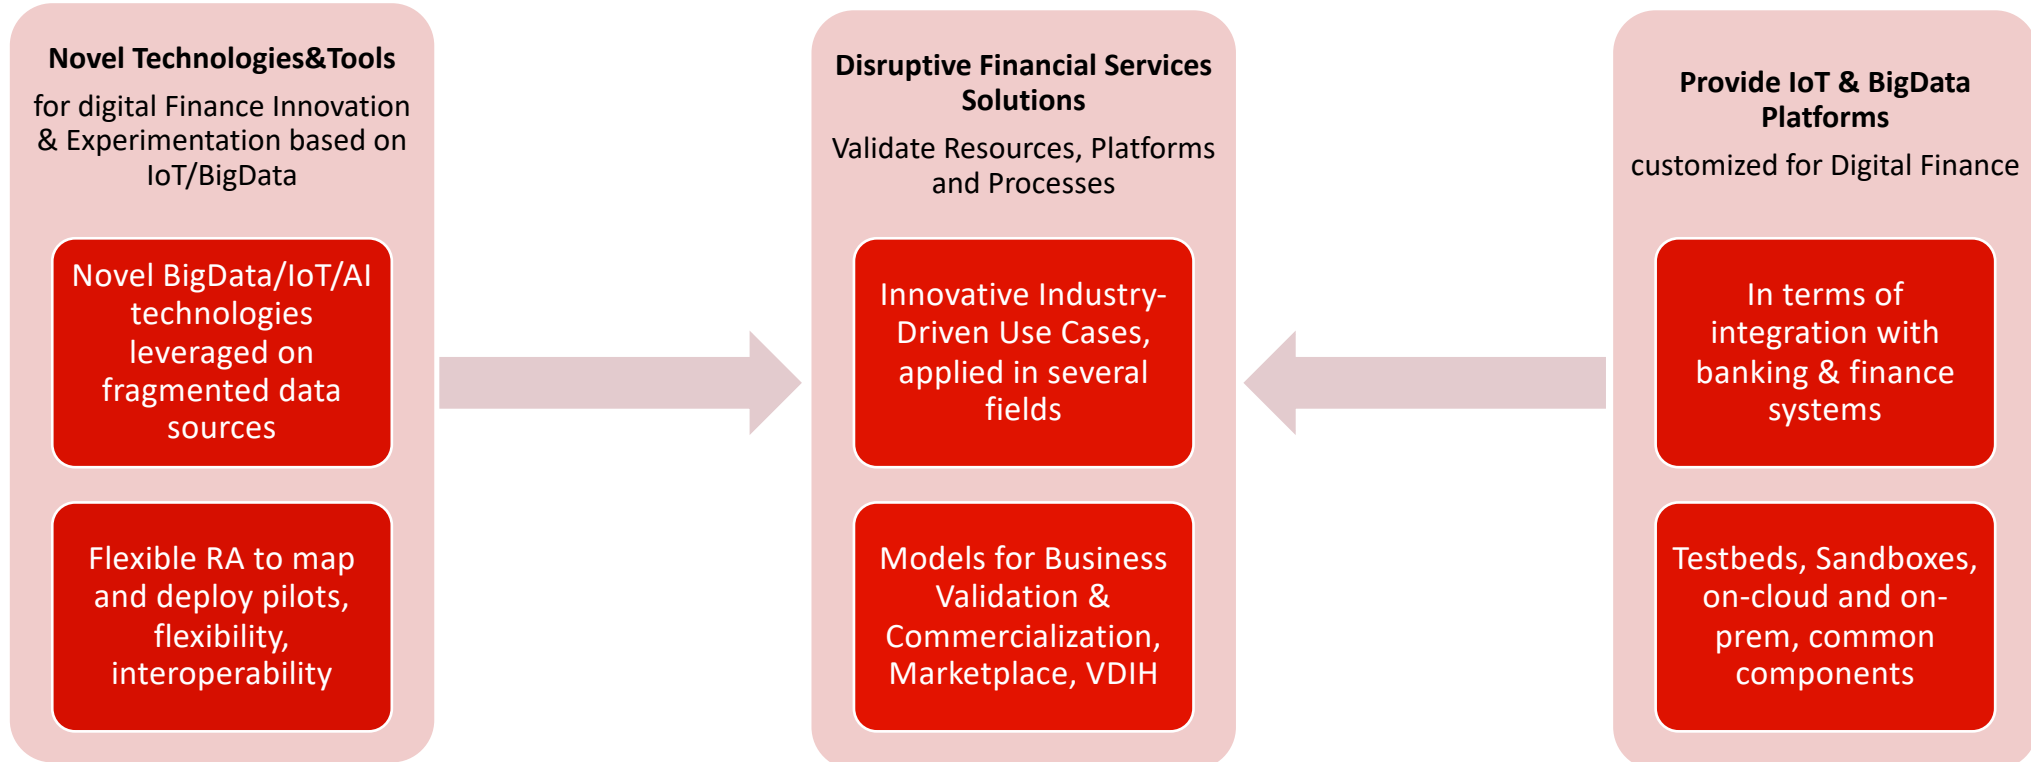 Novel Technologies&Tools
for digital Finance Innovation
& Experimentation based on
IoT/BigData
Novel BigData/IoT/AI
technologies
leveraged on
fragmented data
sources
Flexible RA to map
and deploy pilots,
flexibility,
interoperability
Disruptive Financial Services
Solutions
Validate Resources, Platforms
and Processes
Innovative Industry-
Driven Use Cases,
applied in several
fields
Models for Business
Validation &
Commercialization,
Marketplace, VDIH
Provide IoT & BigData
Platforms
customized for Digital Finance
In terms of
integration with
banking & finance
systems
Testbeds, Sandboxes,
on-cloud and on-
prem, common
components